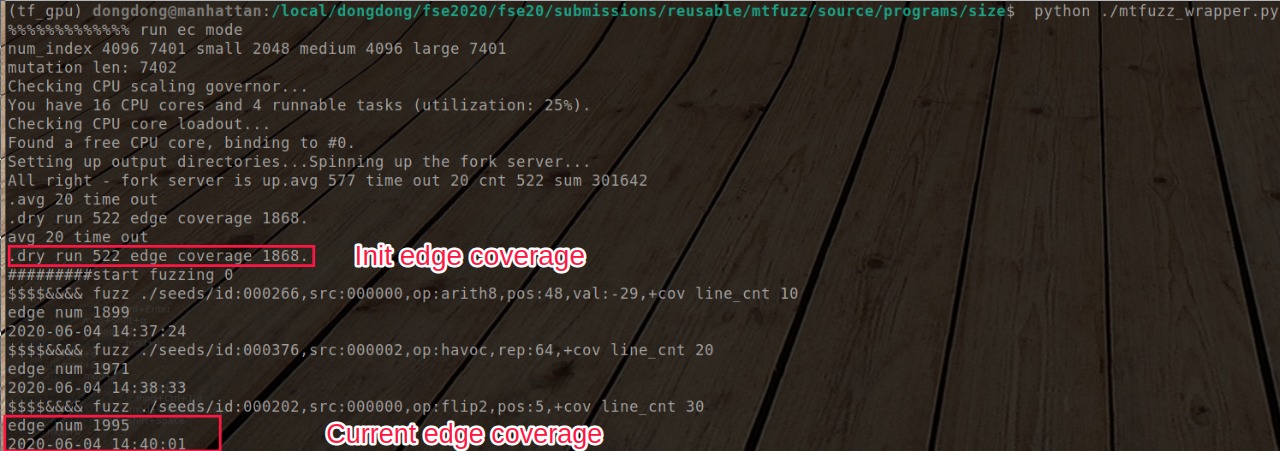 (tf_gpu) dongdong@manhattan:/local/dongdong/fse2020/fse20/submissions/reusable/mtfuzz/source/programs/size$ python ./mtfuzz_wrapper.py
%%%%%%%%%%%%% run ec mode
num_index 4096 7401 small 2048 medium 4096 large 7401
mutation len: 7402
Checking CPU scaling governor...
You have 16 CPU cores and 4 runnable tasks (utilization: 25%).
Checking CPU core loadout...
Found a free CPU core, binding to #0.
Setting up output directories...Spinning up the fork server...
All right - fork server is up.avg 577 time out 20 cnt 522 sum 301642
.avg 20 time out
.dry run 522 edge coverage 1868.
avg 20 time out
.dry run 522 edge coverage 1868. Init edge coverage
#########start fuzzing 0
$$$$&&&& fuzz ./seeds/id:000266,src:000000,op:arith8,pos:48,val:-29,+cov line_cnt 10
edge num 1899
2020-06-04 14:37:24
$$$$&&&& fuzz ./seeds/id:000376,src:000002,op:havoc,rep:64,+cov line_cnt 20
edge num 1971
2020-06-04 14:38:33
$$$$&&&& fuzz ./seeds/id:000202,src:000000,op:flip2,pos:5,+cov line_cnt 30
edge num 1995
2020-06-04 14:40:01 Current edge coverage